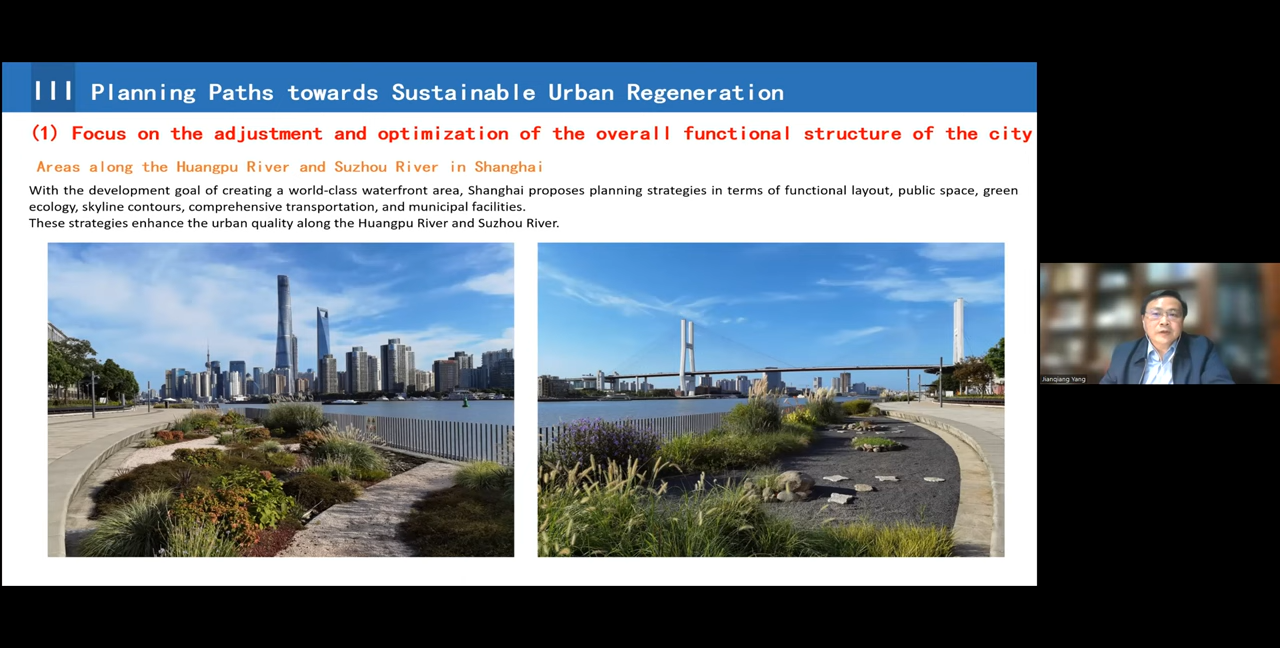 III Planning Paths towards Sustainable Urban Regeneration
(1) Focus on the adjustment and optimization of the overall functional structure of the city
Areas along the Huangpu River and Suzhou River in Shanghai
With the development goal of creating a world-class waterfront area, Shanghai proposes planning strategies in terms of functional layout, public space, green
ecology, skyline contours, comprehensive transportation, and municipal facilities.
These strategies enhance the urban quality along the Huangpu River and Suzhou River.
Jianqiang Yang